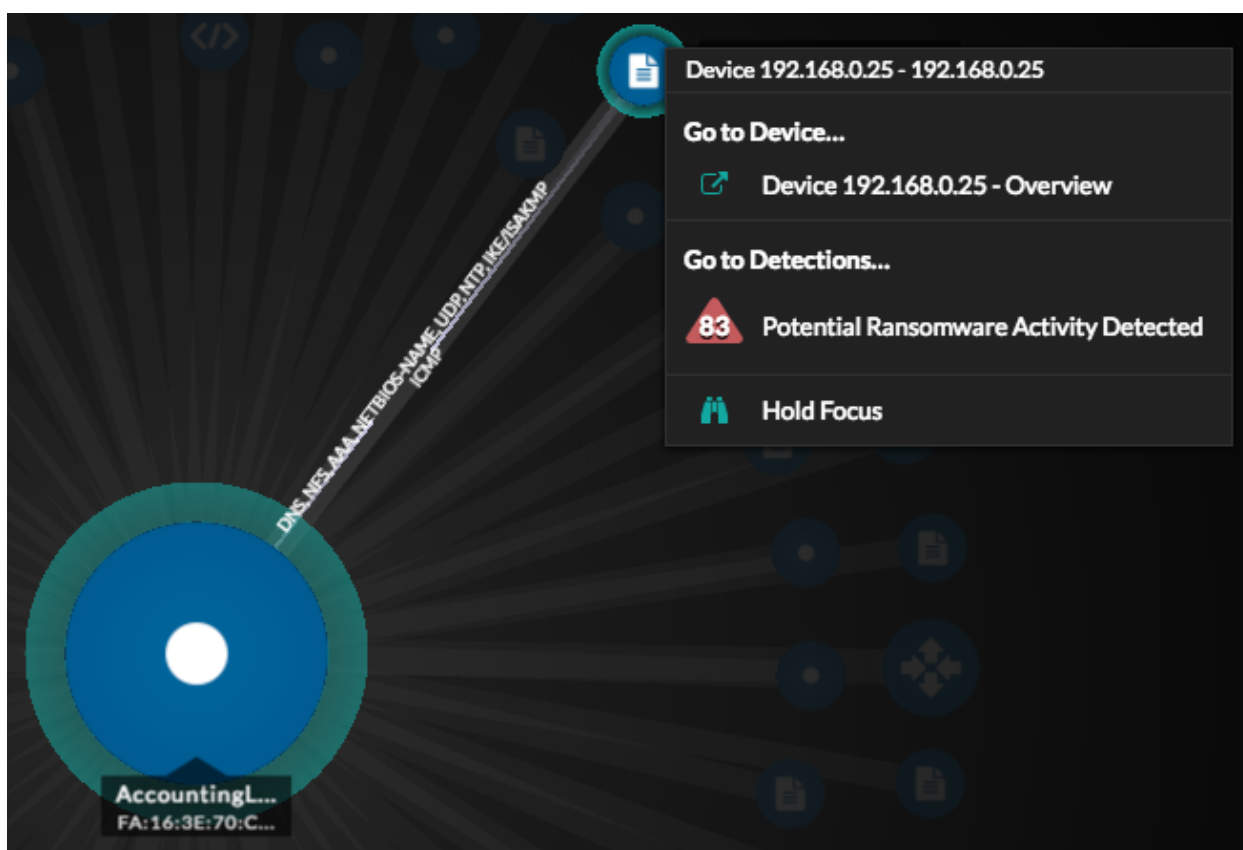 Device 192.168.0.25 - 192.168.0.25
Go to Device...
Device 192.168.0.25 - Overview
Go to Detections...
83 Potential Ransomware Activity Detected
Hold Focus
DNS, NFS, AAA, NETBIOS-NAME, UDP, NTP, IKE/ISAKMP
ICMP
</>
AccountingL...
FA:16:3E:70:C...